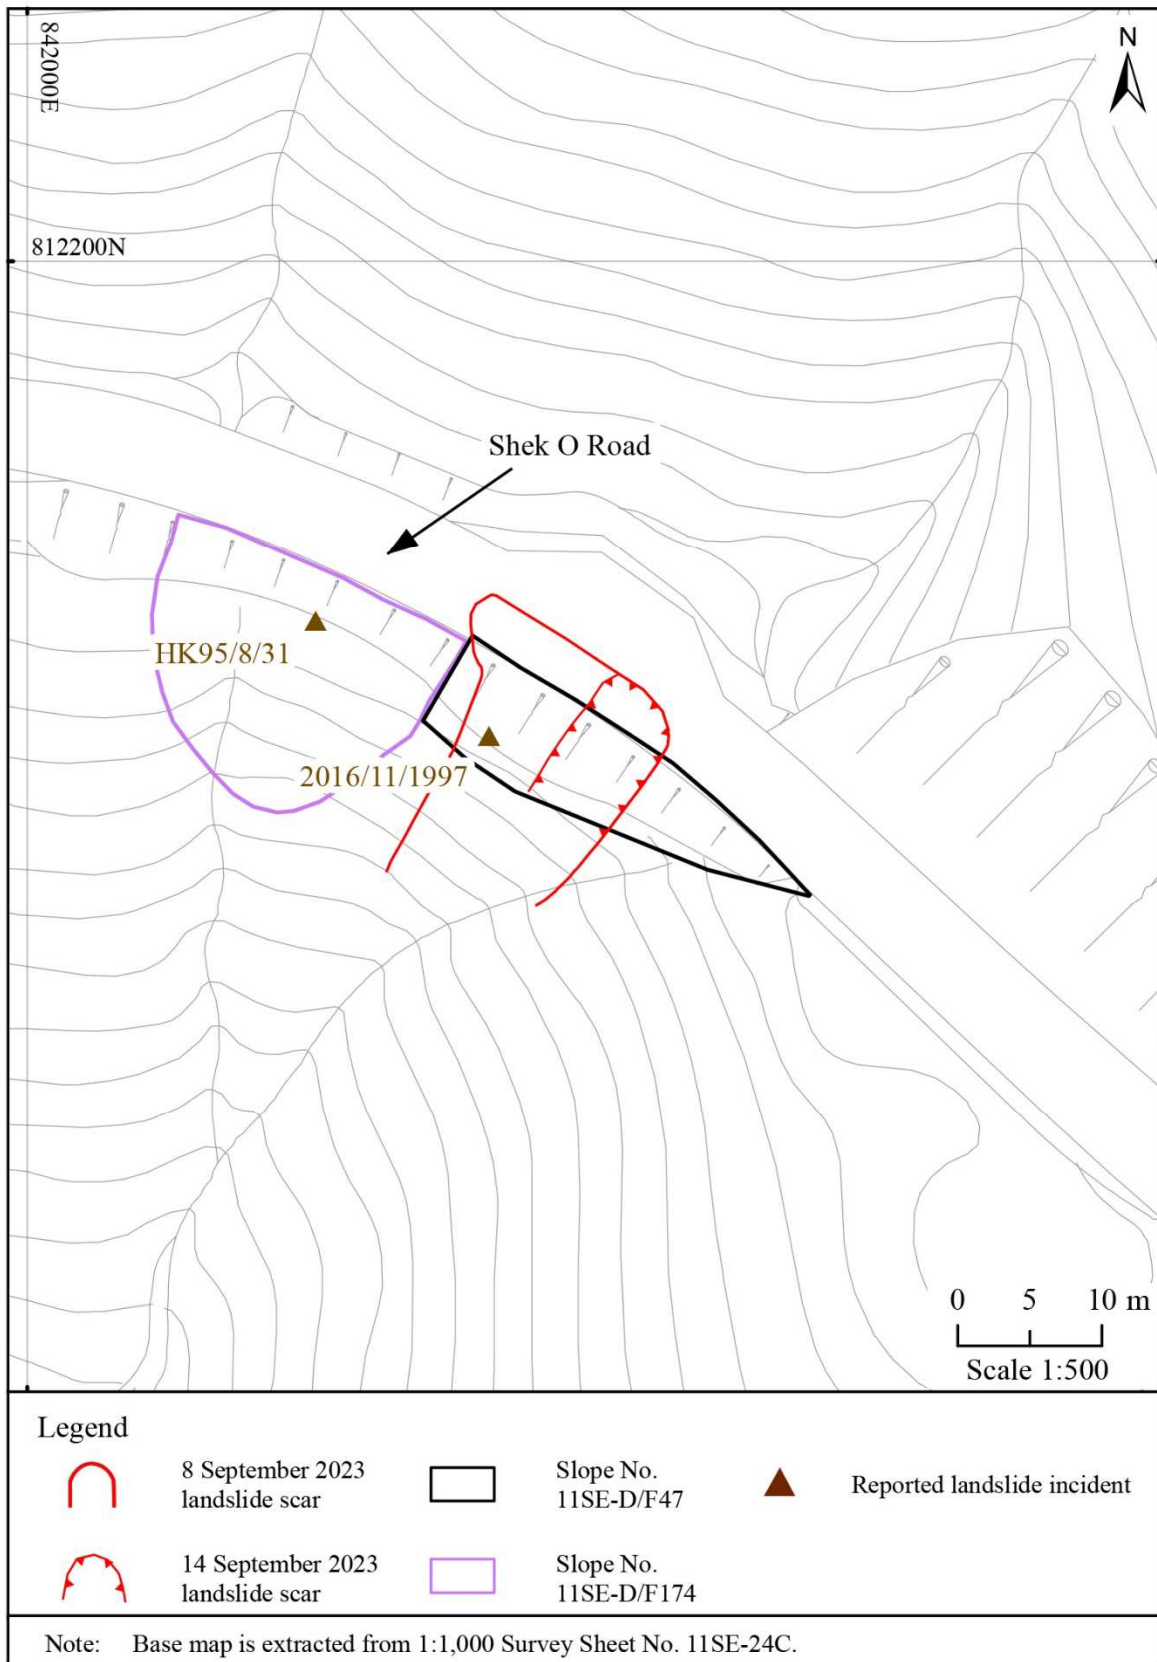 842000E
N
812200N
Shek O Road
HK95/8/31
2016/11/1997
0 5 10 m
Scale 1:500
Legend
8 September 2023
landslide scar
Slope No.
11SE-D/F47
Reported landslide incident
14 September 2023
landslide scar
Slope No.
11SE-D/F174
Note: Base map is extracted from 1:1,000 Survey Sheet No. 11SE-24C.